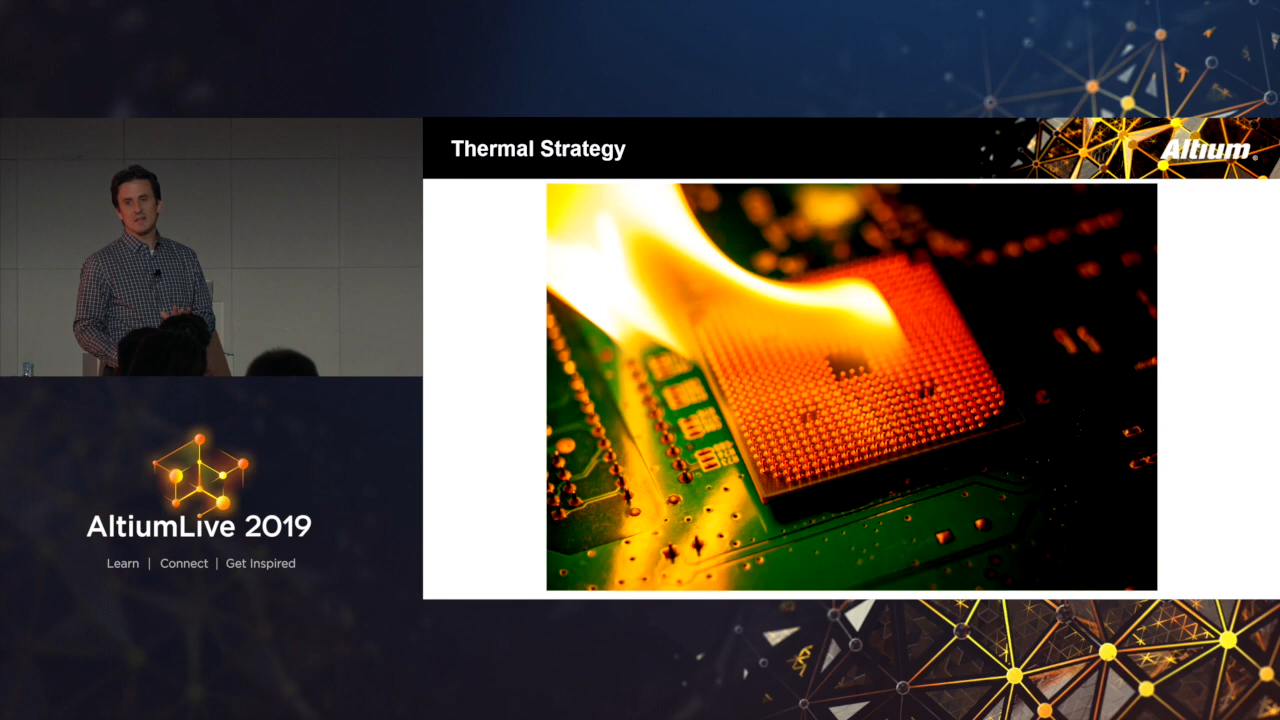 Thermal Strategy
Altium
AltiumLive 2019
Learn | Connect | Get Inspired